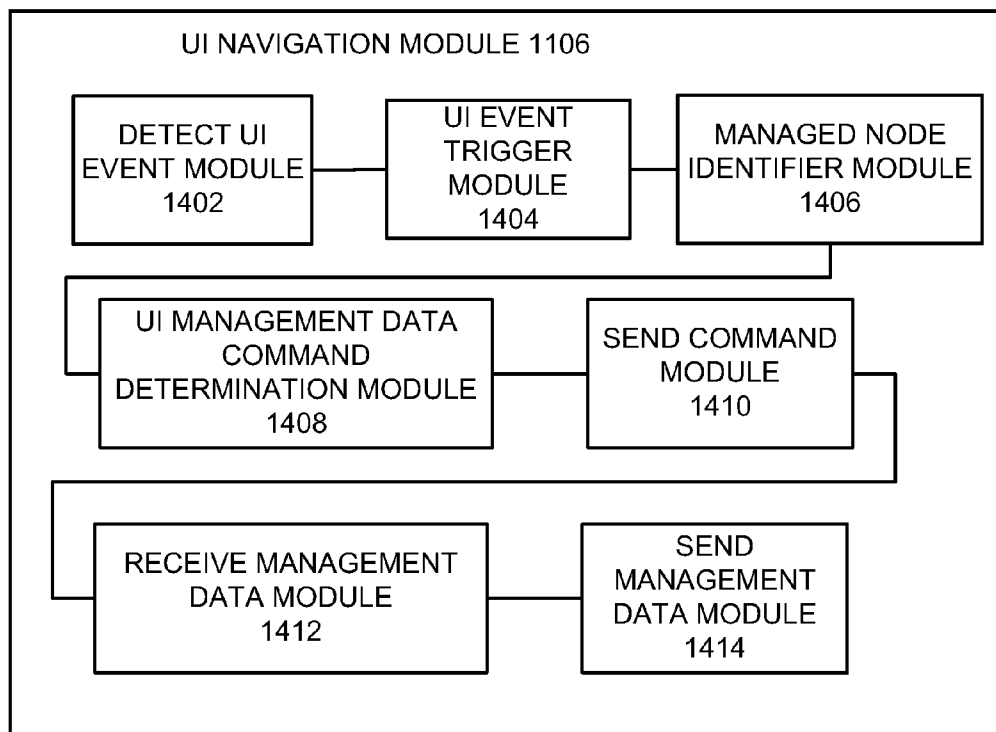 UI NAVIGATION MODULE 1106
DETECT UI
EVENT MODULE
1402
UI EVENT
TRIGGER
MODULE
1404
MANAGED NODE
IDENTIFIER MODULE
1406
UI MANAGEMENT DATA
COMMAND
DETERMINATION MODULE
1408
SEND COMMAND
MODULE
1410
RECEIVE MANAGEMENT
DATA MODULE
1412
SEND
MANAGEMENT
DATA MODULE
1414